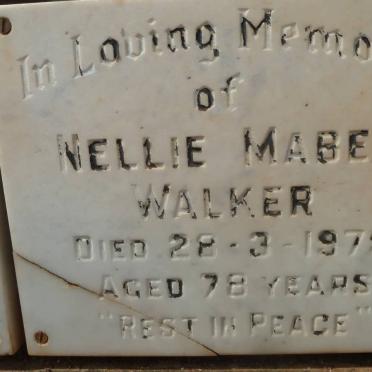 In Loving Memo
of
NELLIE MABE
WALKER
DIED 28-3-197
AGED 78 YEARS
"REST IN PEACE"